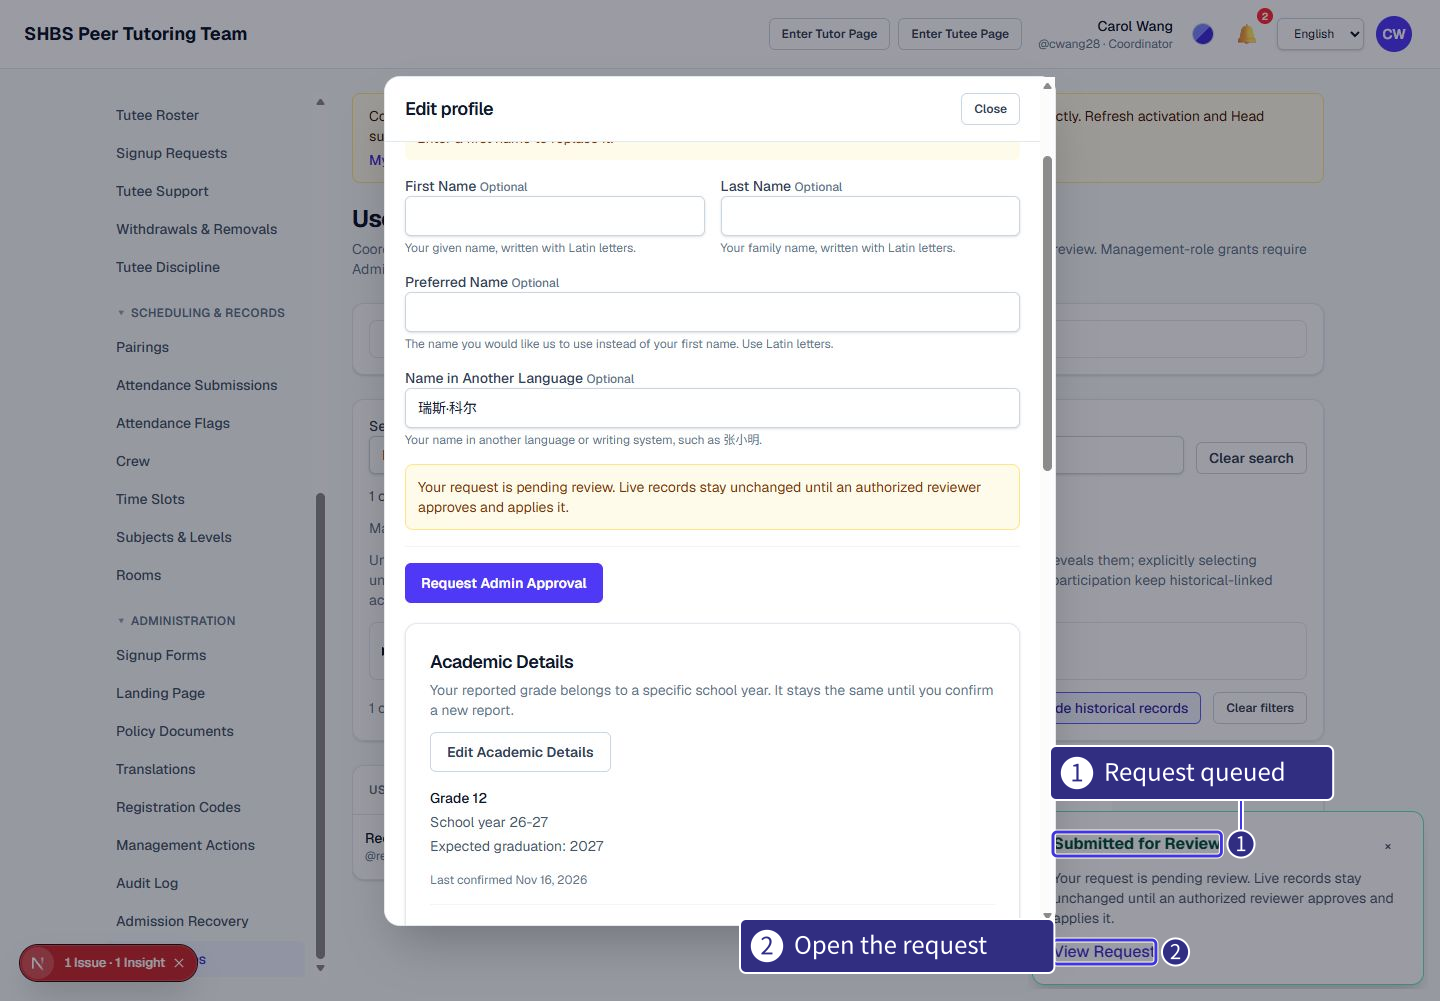 SHBS Peer Tutoring Team
Enter Tutor Page
Enter Tutee Page
Carol Wang
@cwang28 · Coordinator
2
English
CW
Tutee Roster
Signup Requests
Tutee Support
Withdrawals & Removals
Tutee Discipline
SCHEDULING & RECORDS
Pairings
Attendance Submissions
Attendance Flags
Crew
Time Slots
Subjects & Levels
Rooms
ADMINISTRATION
Signup Forms
Landing Page
Policy Documents
Translations
Registration Codes
Management Actions
Audit Log
Admission Recovery
N 1 Issue · 1 Insight ×
ctly. Refresh activation and Head
review. Management-role grants require
Clear search
eveals them; explicitly selecting
participation keep historical-linked
de historical records
Clear filters
Edit profile
Close
First Name Optional
Last Name Optional
Your given name, written with Latin letters.
Your family name, written with Latin letters.
Preferred Name Optional
The name you would like us to use instead of your first name. Use Latin letters.
Name in Another Language Optional
瑞斯·科尔
Your name in another language or writing system, such as 张小明.
Your request is pending review. Live records stay unchanged until an authorized reviewer
approves and applies it.
Request Admin Approval
Academic Details
Your reported grade belongs to a specific school year. It stays the same until you confirm
a new report.
Edit Academic Details
Grade 12
School year 26-27
Expected graduation: 2027
Last confirmed Nov 16, 2026
1 Request queued
Submitted for Review 1
×
Your request is pending review. Live records stay
unchanged until an authorized reviewer approves and
applies it.
2 Open the request
View Request 2